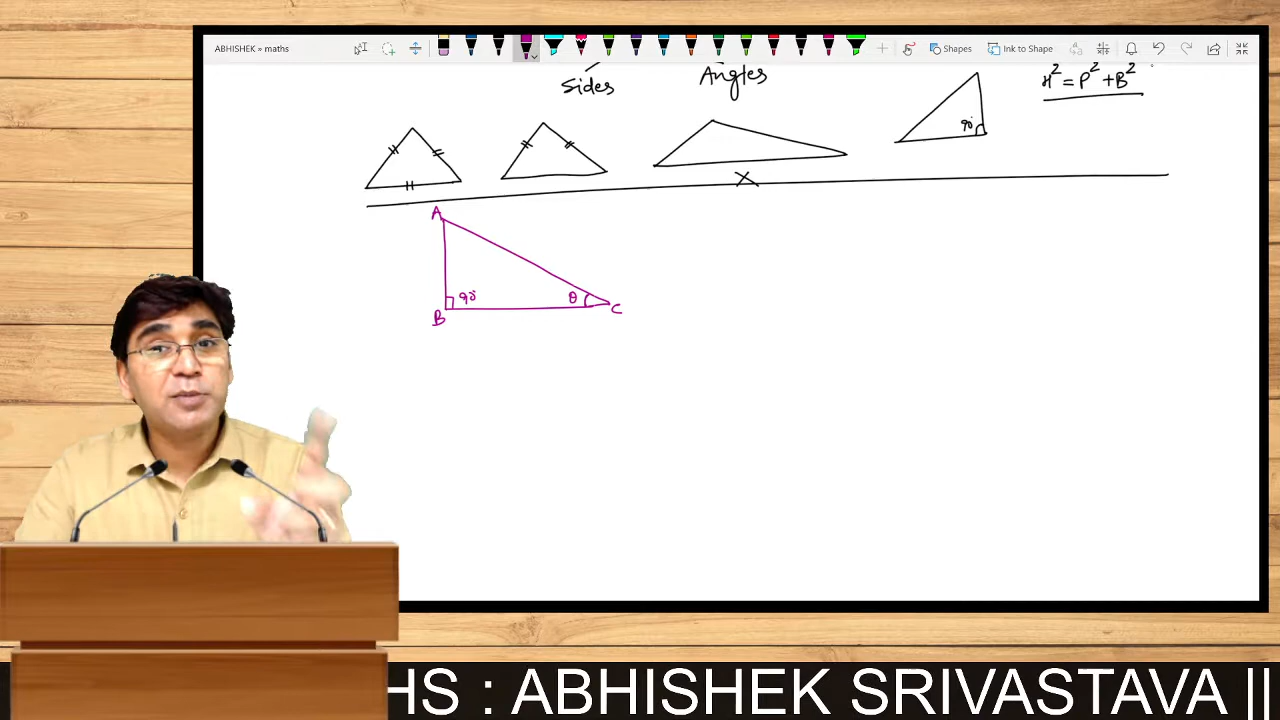 ABHISHEK » maths
Shapes
Ink to Shape
Sides
Angles
H² = P² + B²
90°
A
90°
θ
B
C
HS : ABHISHEK SRIVASTAVA ||